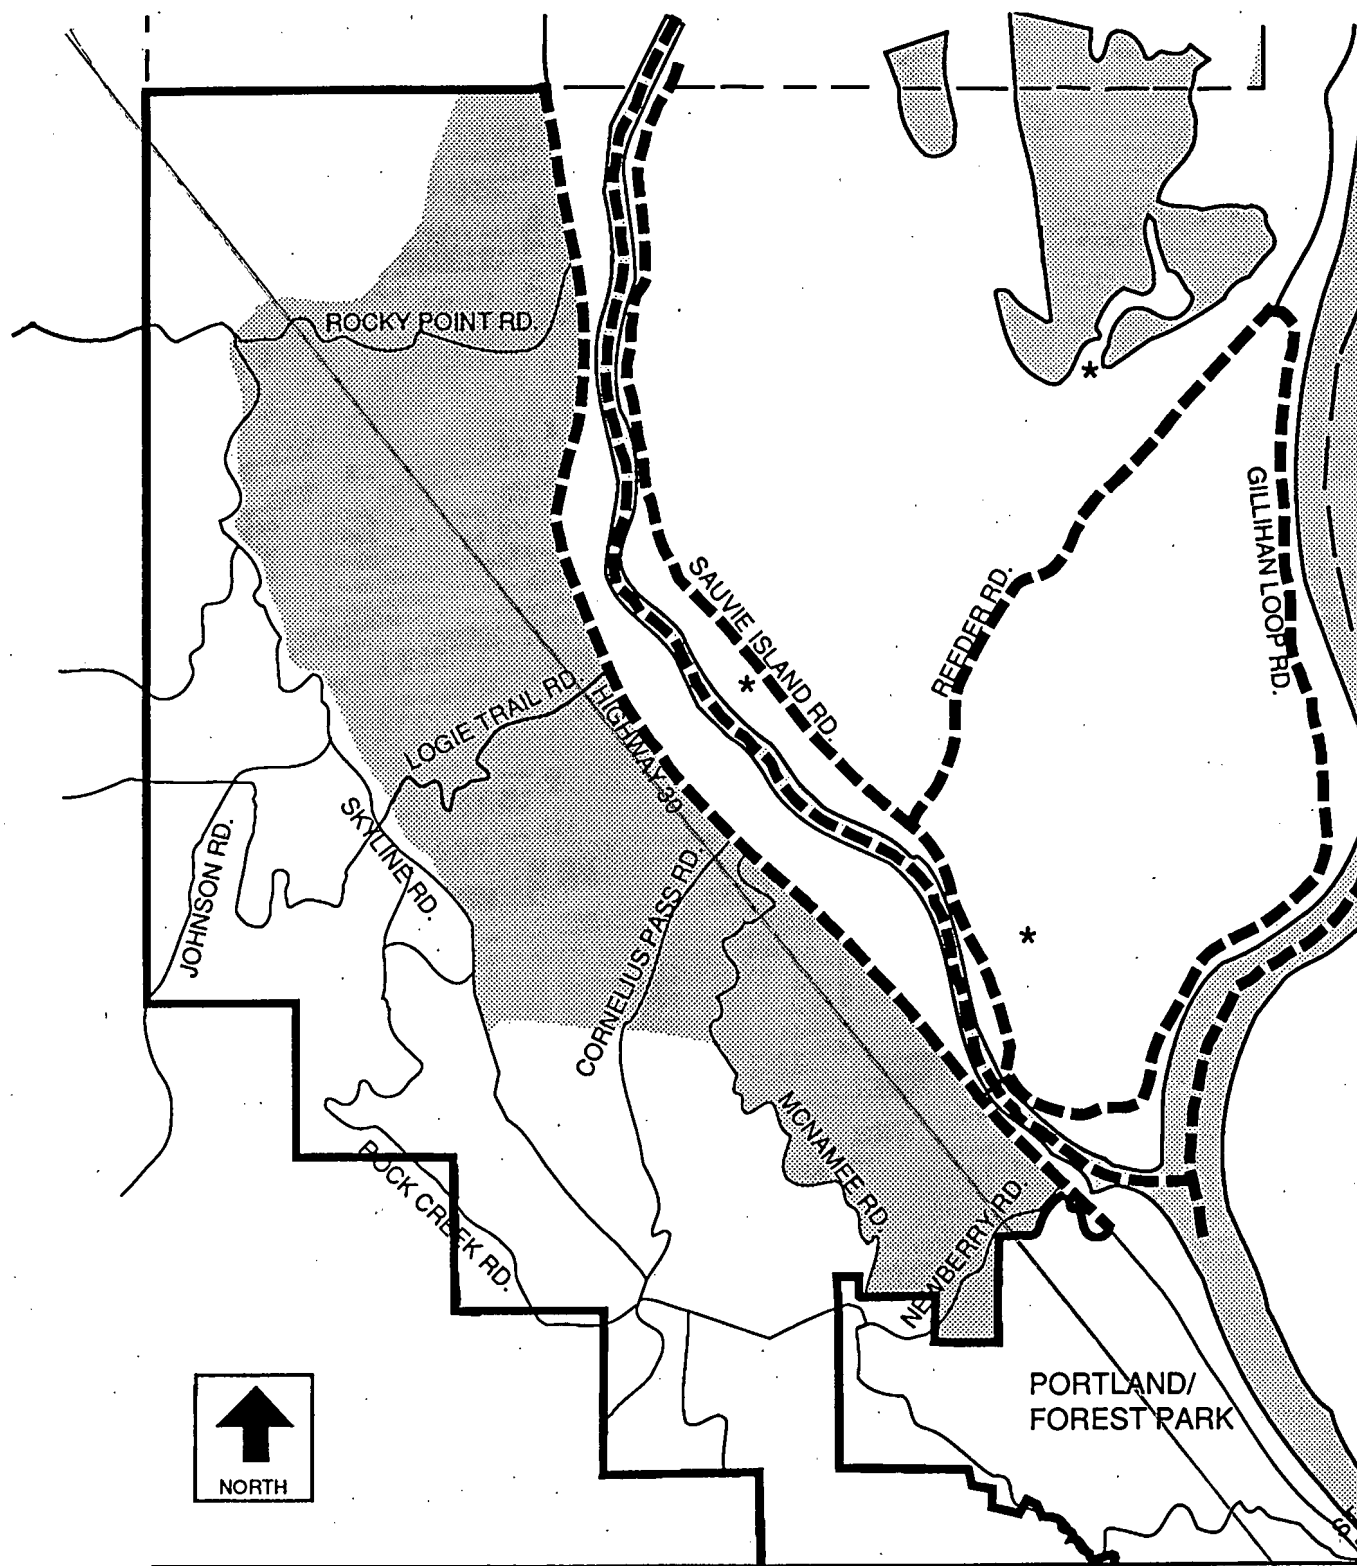 ROCKY POINT RD.
GILLIHAN LOOP RD.
SAUVIE ISLAND RD.
REEDER RD.
LOGIE TRAIL RD.
HIGHWAY 30
SKYLINE RD.
JOHNSON RD.
CORNELIUS PASS RD.
MCNAMEE RD.
ROCK CREEK RD.
NEWBERRY RD.
PORTLAND/
FOREST PARK
NORTH